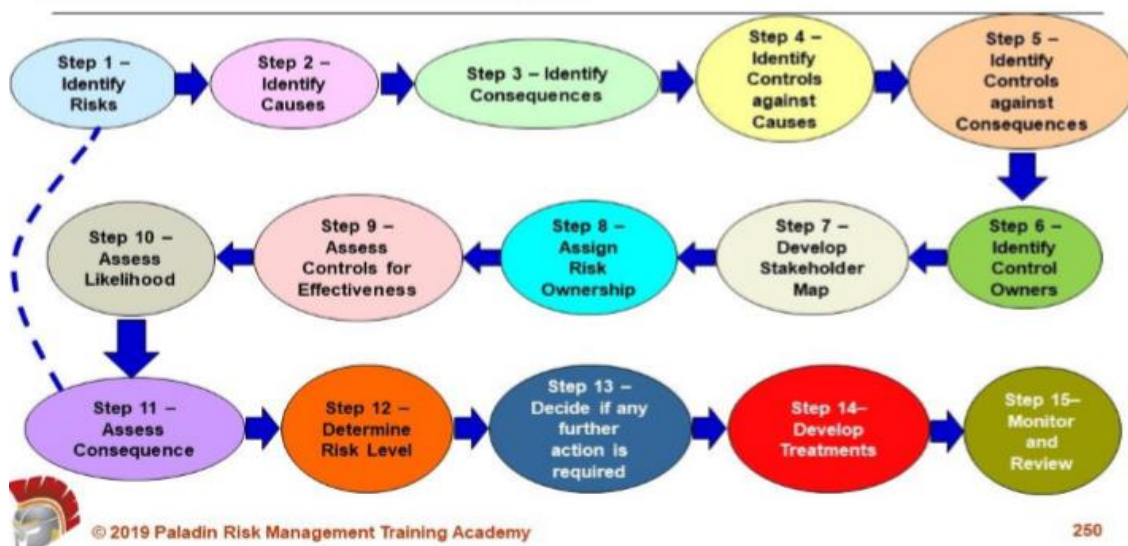 Step 1 –
Identify
Risks
Step 2 –
Identify
Causes
Step 3 – Identify
Consequences
Step 4 –
Identify
Controls
against
Causes
Step 5 –
Identify
Controls
against
Consequences
Step 6 –
Identify
Control
Owners
Step 7 –
Develop
Stakeholder
Map
Step 8 –
Assign
Risk
Ownership
Step 9 –
Assess
Controls for
Effectiveness
Step 10 –
Assess
Likelihood
Step 11 –
Assess
Consequence
Step 12 –
Determine
Risk Level
Step 13 –
Decide if any
further
action is
required
Step 14–
Develop
Treatments
Step 15–
Monitor
and
Review
© 2019 Paladin Risk Management Training Academy
250